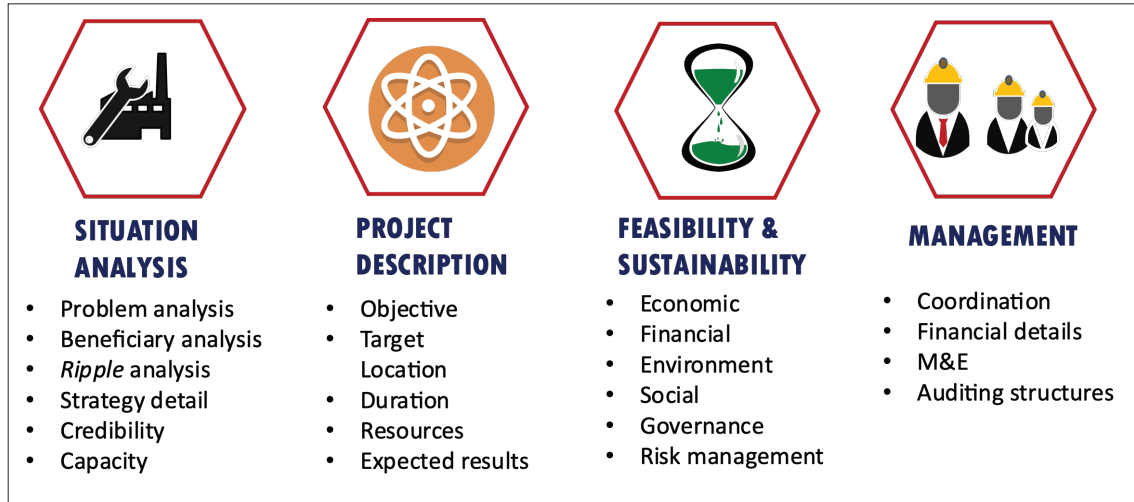 SITUATION
ANALYSIS
• Problem analysis
• Beneficiary analysis
• Ripple analysis
• Strategy detail
• Credibility
• Capacity
PROJECT
DESCRIPTION
• Objective
• Target
Location
• Duration
• Resources
• Expected results
FEASIBILITY &
SUSTAINABILITY
• Economic
• Financial
• Environment
• Social
• Governance
• Risk management
MANAGEMENT
• Coordination
• Financial details
• M&E
• Auditing structures